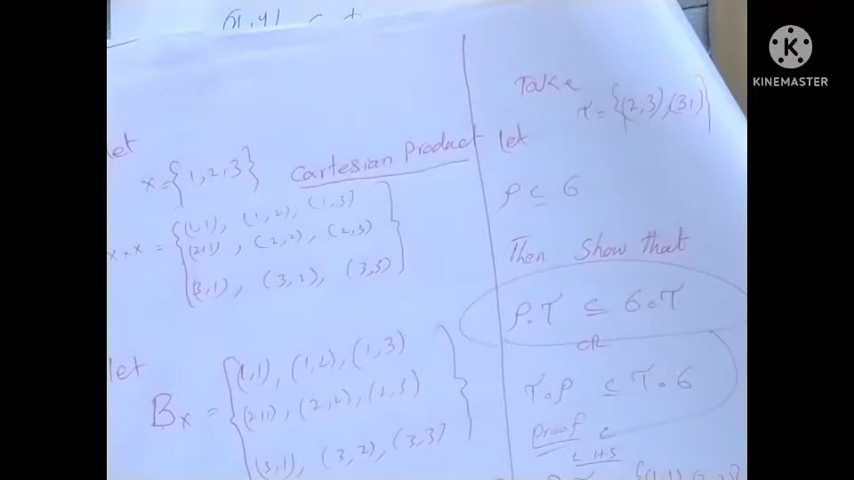 let
x = {1, 2, 3}
Cartesian Product
x × x = {(1,1), (1,2), (1,3)
(2,1), (2,2), (2,3)
(3,1), (3,2), (3,3)}
let
Bx = {(1,1), (1,2), (1,3)
(2,1), (2,2), (2,3)
(3,1), (3,2), (3,3)
Take
τ = {(2,3), (3,1)}
let
ρ ⊆ 6
Then Show that
ρ∘τ ⊆ 6∘τ
OR
τ∘ρ ⊆ τ∘6
Proof
L.H.S
KINEMASTER